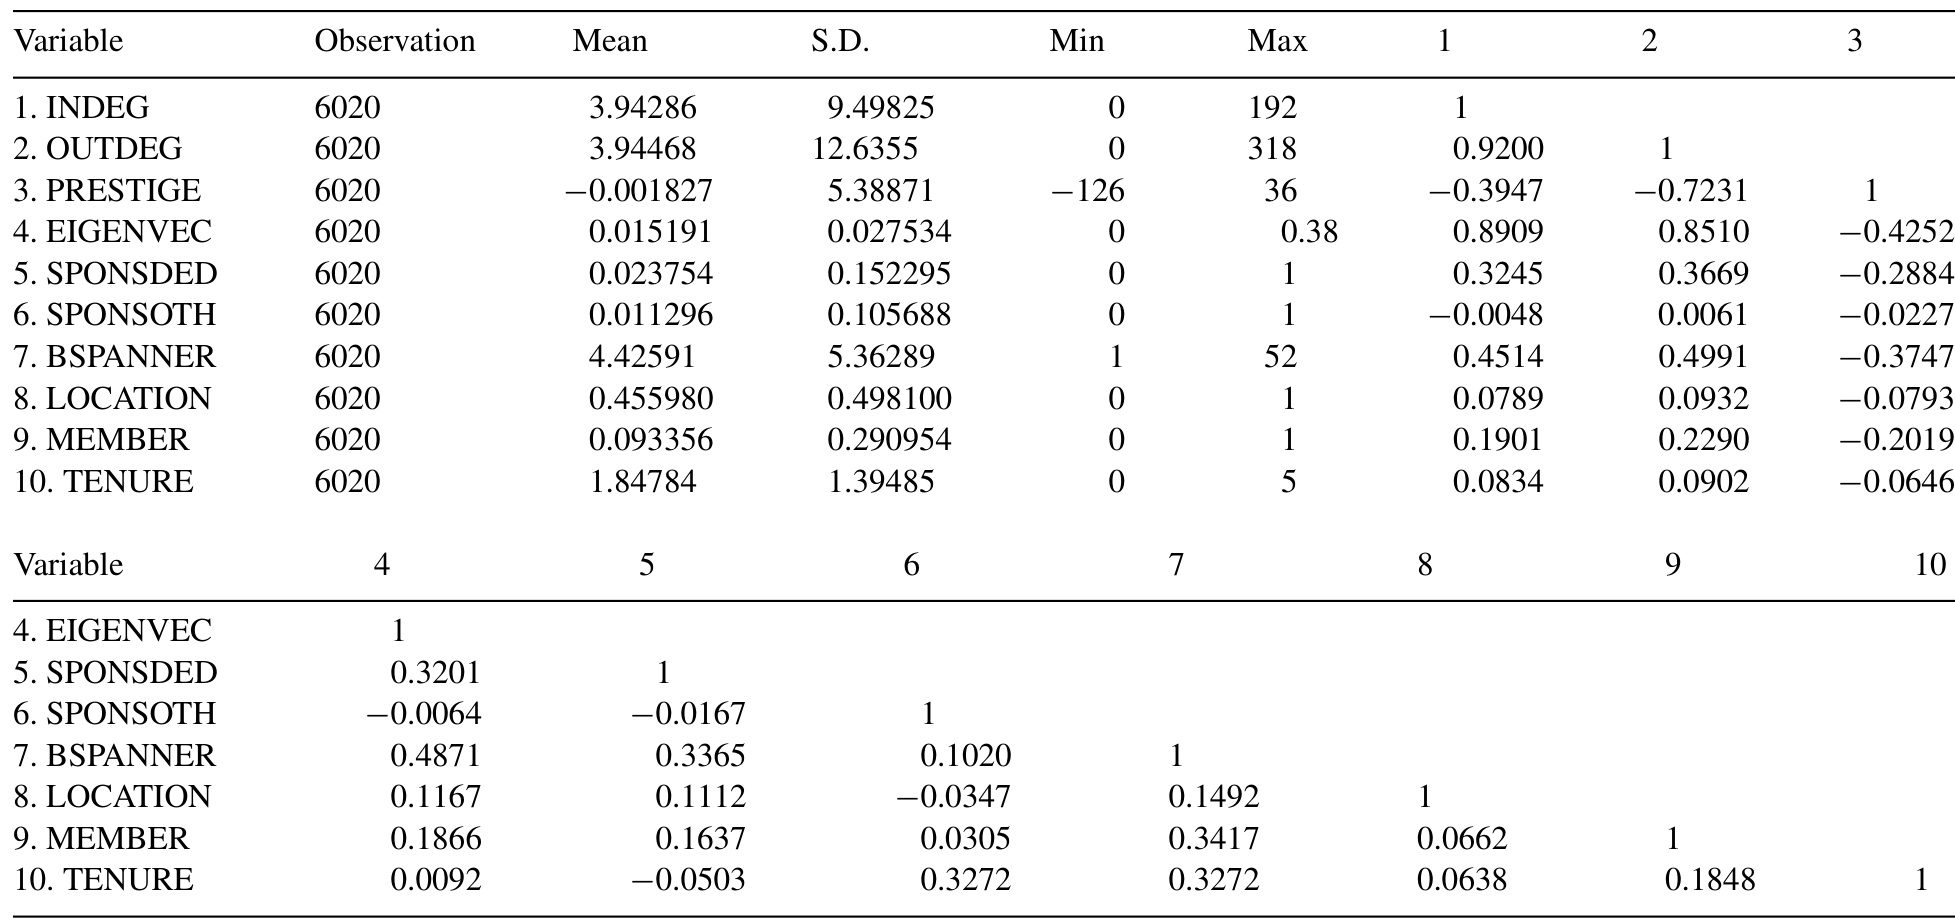 Variable Observation Mean S.D. Min Max 1 2 3
1. INDEG 6020 3.94286 9.49825 0 192 1
2. OUTDEG 6020 3.94468 12.6355 0 318 0.9200 1
3. PRESTIGE 6020 −0.001827 5.38871 −126 36 −0.3947 −0.7231 1
4. EIGENVEC 6020 0.015191 0.027534 0 0.38 0.8909 0.8510 −0.4252
5. SPONSDED 6020 0.023754 0.152295 0 1 0.3245 0.3669 −0.2884
6. SPONSOTH 6020 0.011296 0.105688 0 1 −0.0048 0.0061 −0.0227
7. BSPANNER 6020 4.42591 5.36289 1 52 0.4514 0.4991 −0.3747
8. LOCATION 6020 0.455980 0.498100 0 1 0.0789 0.0932 −0.0793
9. MEMBER 6020 0.093356 0.290954 0 1 0.1901 0.2290 −0.2019
10. TENURE 6020 1.84784 1.39485 0 5 0.0834 0.0902 −0.0646
Variable 4 5 6 7 8 9 10
4. EIGENVEC 1
5. SPONSDED 0.3201 1
6. SPONSOTH −0.0064 −0.0167 1
7. BSPANNER 0.4871 0.3365 0.1020 1
8. LOCATION 0.1167 0.1112 −0.0347 0.1492 1
9. MEMBER 0.1866 0.1637 0.0305 0.3417 0.0662 1
10. TENURE 0.0092 −0.0503 0.3272 0.3272 0.0638 0.1848 1